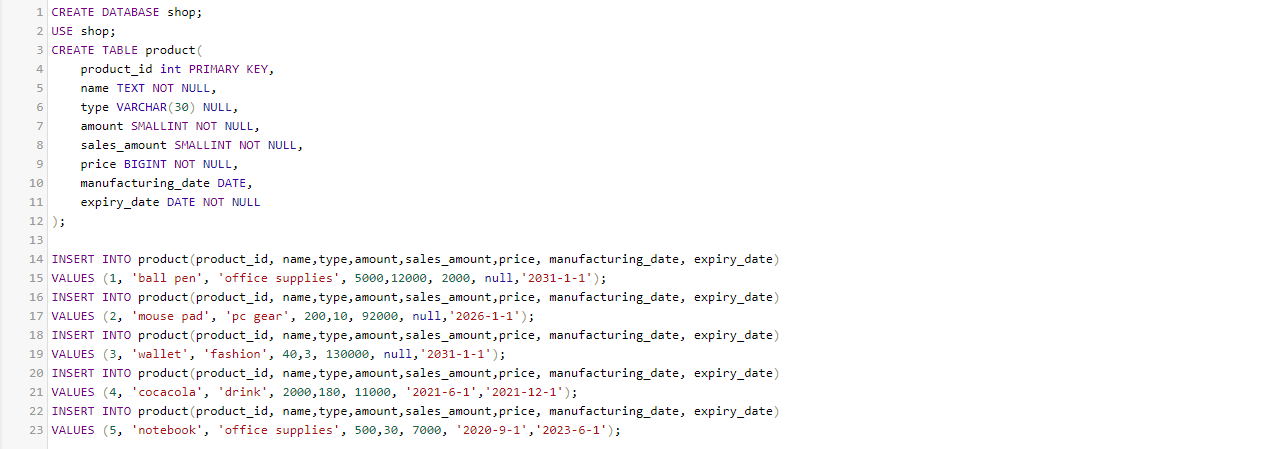 1 CREATE DATABASE shop;
2 USE shop;
3 CREATE TABLE product(
4     product_id int PRIMARY KEY,
5     name TEXT NOT NULL,
6     type VARCHAR(30) NULL,
7     amount SMALLINT NOT NULL,
8     sales_amount SMALLINT NOT NULL,
9     price BIGINT NOT NULL,
10     manufacturing_date DATE,
11     expiry_date DATE NOT NULL
12 );
13
14 INSERT INTO product(product_id, name,type,amount,sales_amount,price, manufacturing_date, expiry_date)
15 VALUES (1, 'ball pen', 'office supplies', 5000,12000, 2000, null,'2031-1-1');
16 INSERT INTO product(product_id, name,type,amount,sales_amount,price, manufacturing_date, expiry_date)
17 VALUES (2, 'mouse pad', 'pc gear', 200,10, 92000, null,'2026-1-1');
18 INSERT INTO product(product_id, name,type,amount,sales_amount,price, manufacturing_date, expiry_date)
19 VALUES (3, 'wallet', 'fashion', 40,3, 130000, null,'2031-1-1');
20 INSERT INTO product(product_id, name,type,amount,sales_amount,price, manufacturing_date, expiry_date)
21 VALUES (4, 'cocacola', 'drink', 2000,180, 11000, '2021-6-1','2021-12-1');
22 INSERT INTO product(product_id, name,type,amount,sales_amount,price, manufacturing_date, expiry_date)
23 VALUES (5, 'notebook', 'office supplies', 500,30, 7000, '2020-9-1','2023-6-1');